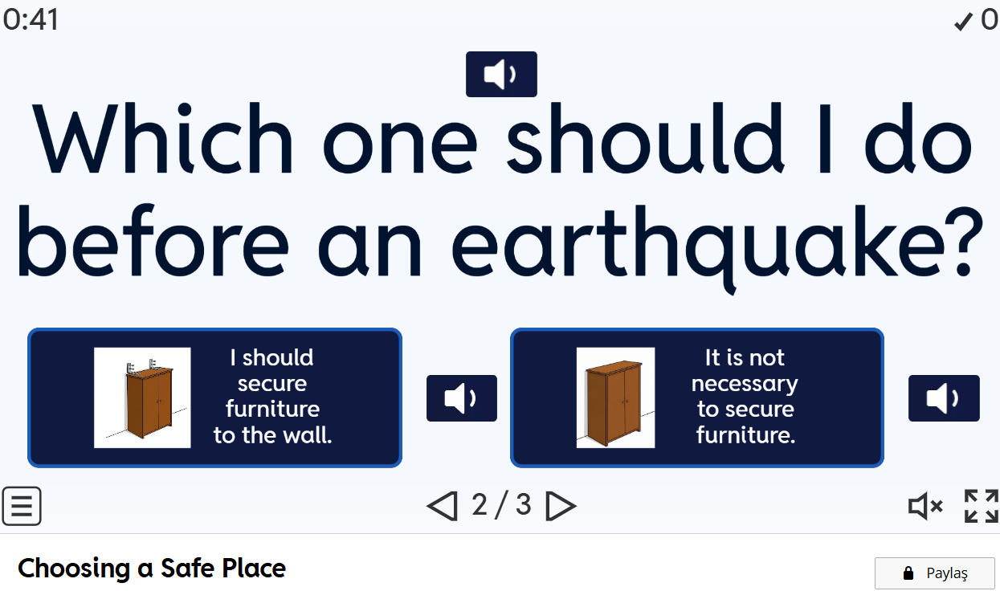 0:41
0
Which one should I do
before an earthquake?
I should
secure
furniture
to the wall.
It is not
necessary
to secure
furniture.
2 / 3
Choosing a Safe Place
Paylaş